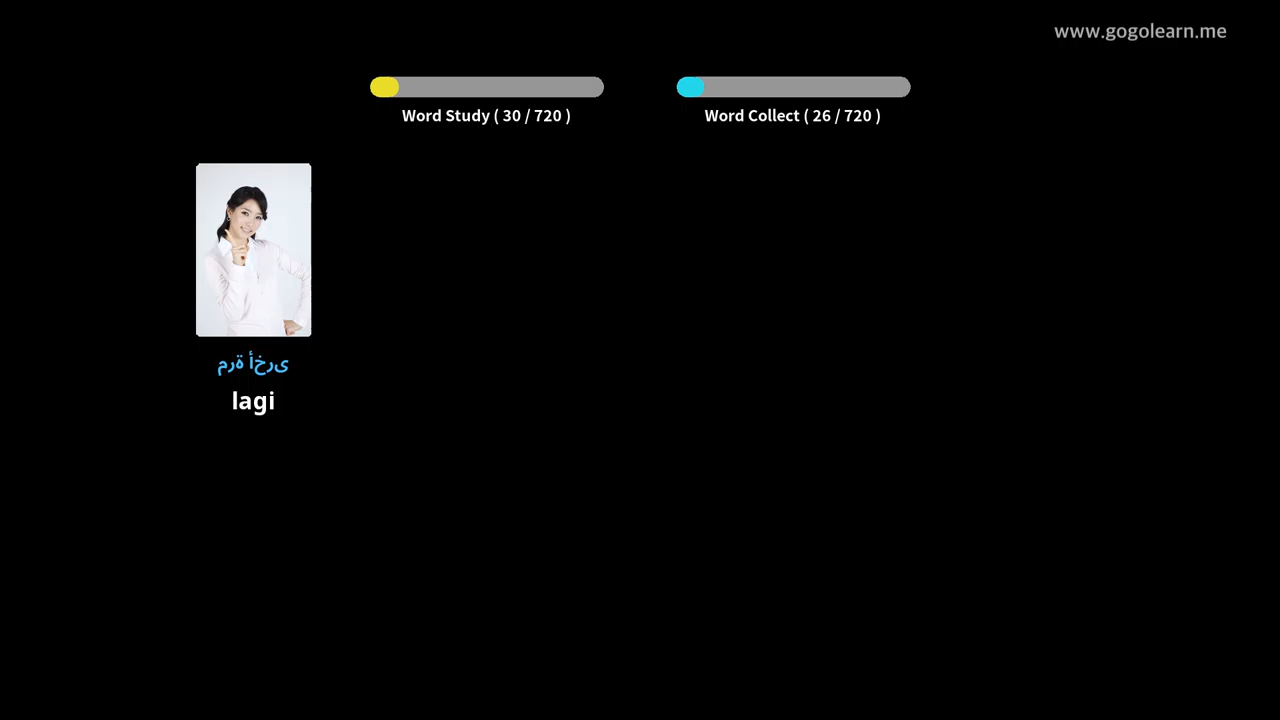 www.gogolearn.me
Word Study ( 30 / 720 )
Word Collect ( 26 / 720 )
مرة أخرى
lagi